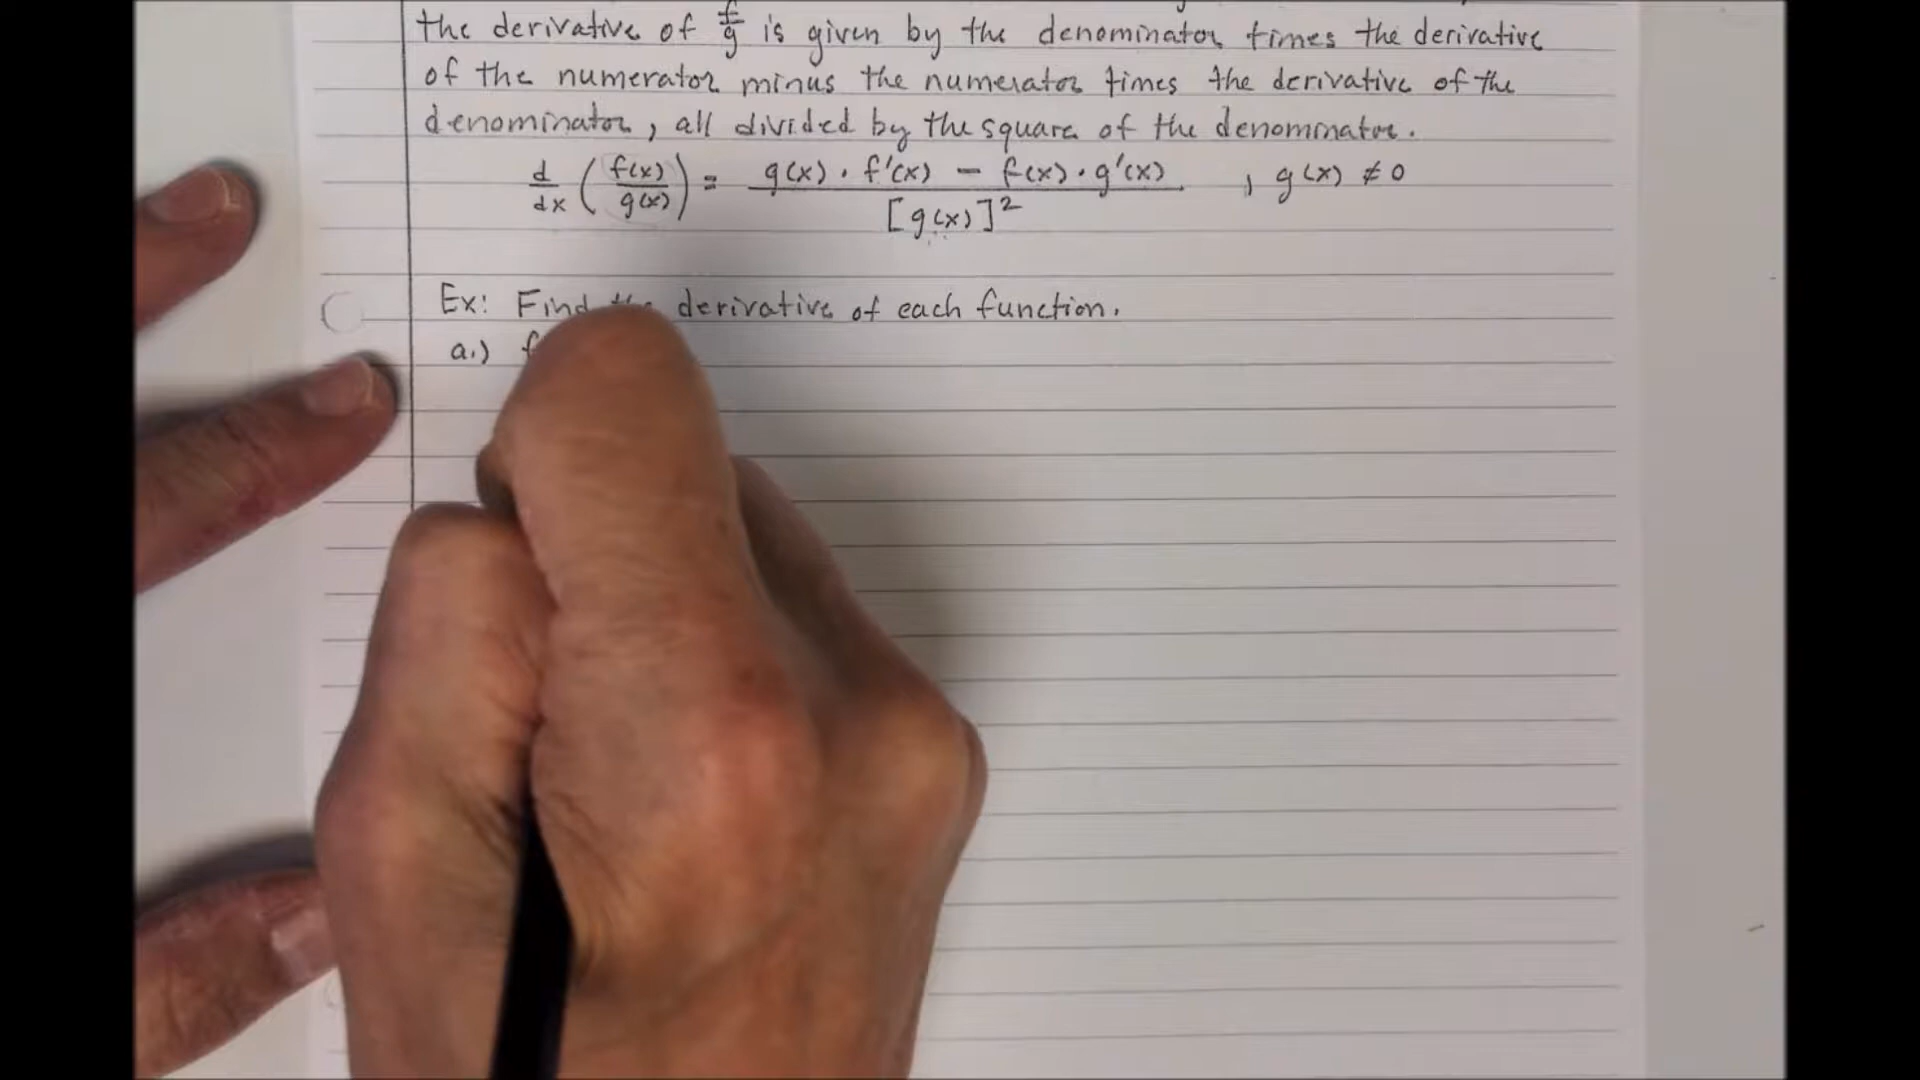 the derivative of f/g is given by the denominator times the derivative
of the numerator minus the numerator times the derivative of the
denominator, all divided by the square of the denominator.
d/dx (f(x)/g(x)) = g(x) · f'(x) - f(x) · g'(x) / [g(x)]² , g(x) ≠ 0
Ex: Find the derivative of each function.
a.) f